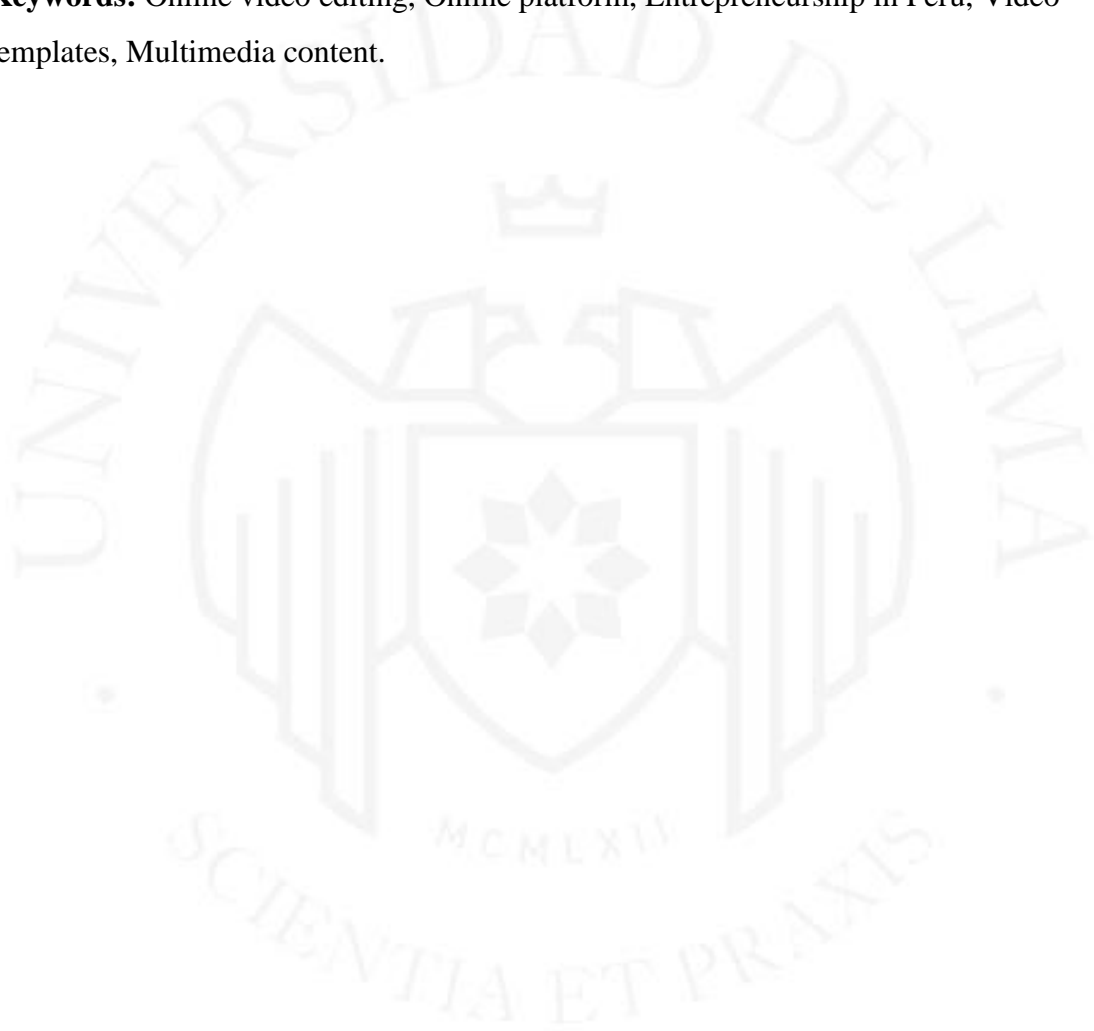 Keywords: Online video editing, Online platform, Entrepreneurship in Peru, Video
emplates, Multimedia content.
UNIVERSIDAD DE LIMA
MCMLXII
SCIENTIA ET PRAXIS